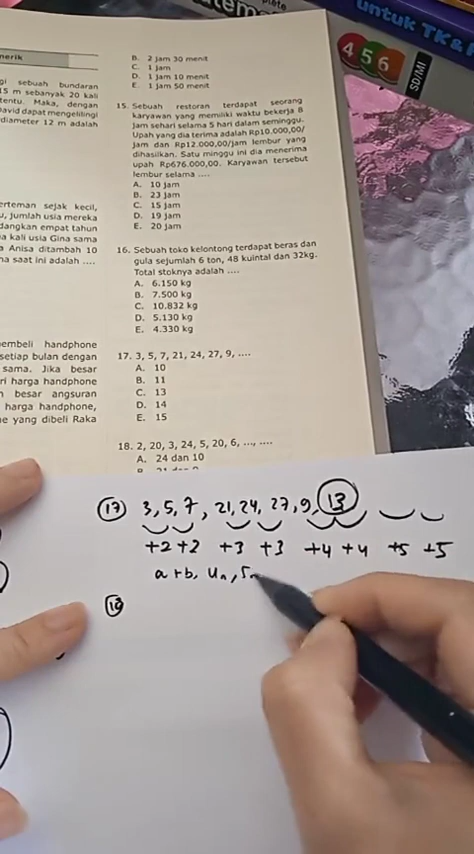 untuk TK &
4 5 6
SD/MI
nerik
gi sebuah bundaran
15 m sebanyak 20 kali
tentu. Maka, dengan
David dapat mengelilingi
diameter 12 m adalah
erteman sejak kecil,
u, jumlah usia mereka
dangkan empat tahun
a kali usia Gina sama
a Anisa ditambah 10
na saat ini adalah ....
embeli handphone
setiap bulan dengan
sama. Jika besar
ri harga handphone
n besar angsuran
harga handphone,
e yang dibeli Raka
B. 2 jam 30 menit
C. 1 jam
D. 1 jam 10 menit
E. 1 jam 50 menit
15. Sebuah restoran terdapat seorang
karyawan yang memiliki waktu bekerja 8
jam sehari selama 5 hari dalam seminggu.
Upah yang dia terima adalah Rp10.000,00/
jam dan Rp12.000,00/jam lembur yang
dihasilkan. Satu minggu ini dia menerima
upah Rp676.000,00. Karyawan tersebut
lembur selama ....
A. 10 jam
B. 23 jam
C. 15 jam
D. 19 jam
E. 20 jam
16. Sebuah toko kelontong terdapat beras dan
gula sejumlah 6 ton, 48 kuintal dan 32kg.
Total stoknya adalah ....
A. 6.150 kg
B. 7.500 kg
C. 10.832 kg
D. 5.130 kg
E. 4.330 kg
17. 3, 5, 7, 21, 24, 27, 9, ....
A. 10
B. 11
C. 13
D. 14
E. 15
18. 2, 20, 3, 24, 5, 20, 6, ..., ....
A. 24 dan 10
17 3, 5, 7, 21, 24, 27, 9, 13
+2 +2 +3 +3 +4 +4 +5 +5
a+b, Un, S
18